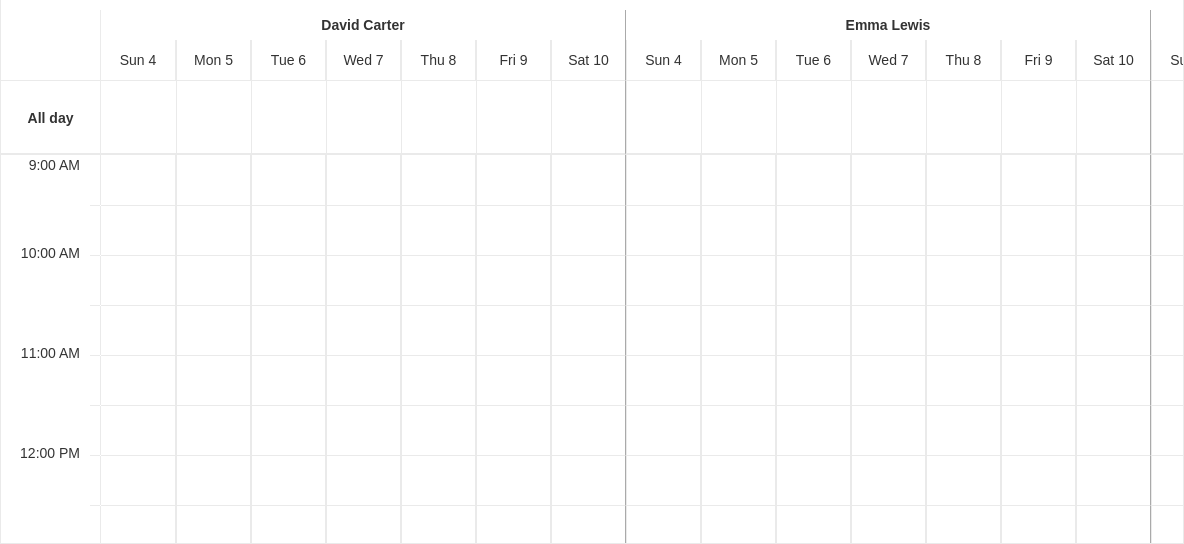 David Carter Emma Lewis
Sun 4 Mon 5 Tue 6 Wed 7 Thu 8 Fri 9 Sat 10 Sun 4 Mon 5 Tue 6 Wed 7 Thu 8 Fri 9 Sat 10
All day
9:00 AM
10:00 AM
11:00 AM
12:00 PM